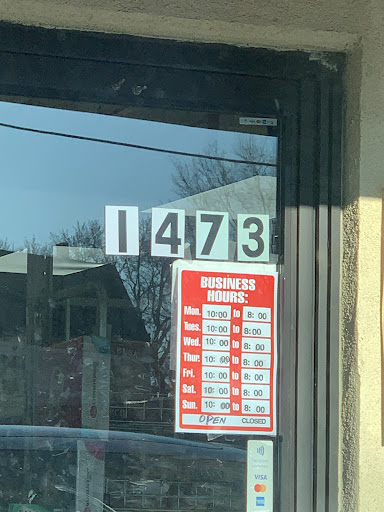 1473
BUSINESS
HOURS:
Mon. 10:00 to 8:00
Tues. 10:00 to 8:00
Wed. 10:00 to 8:00
Thur. 10:00 to 8:00
Fri. 10:00 to 8:00
Sat. 10:00 to 8:00
Sun. 10:00 to 8:00
OPEN CLOSED
VISA